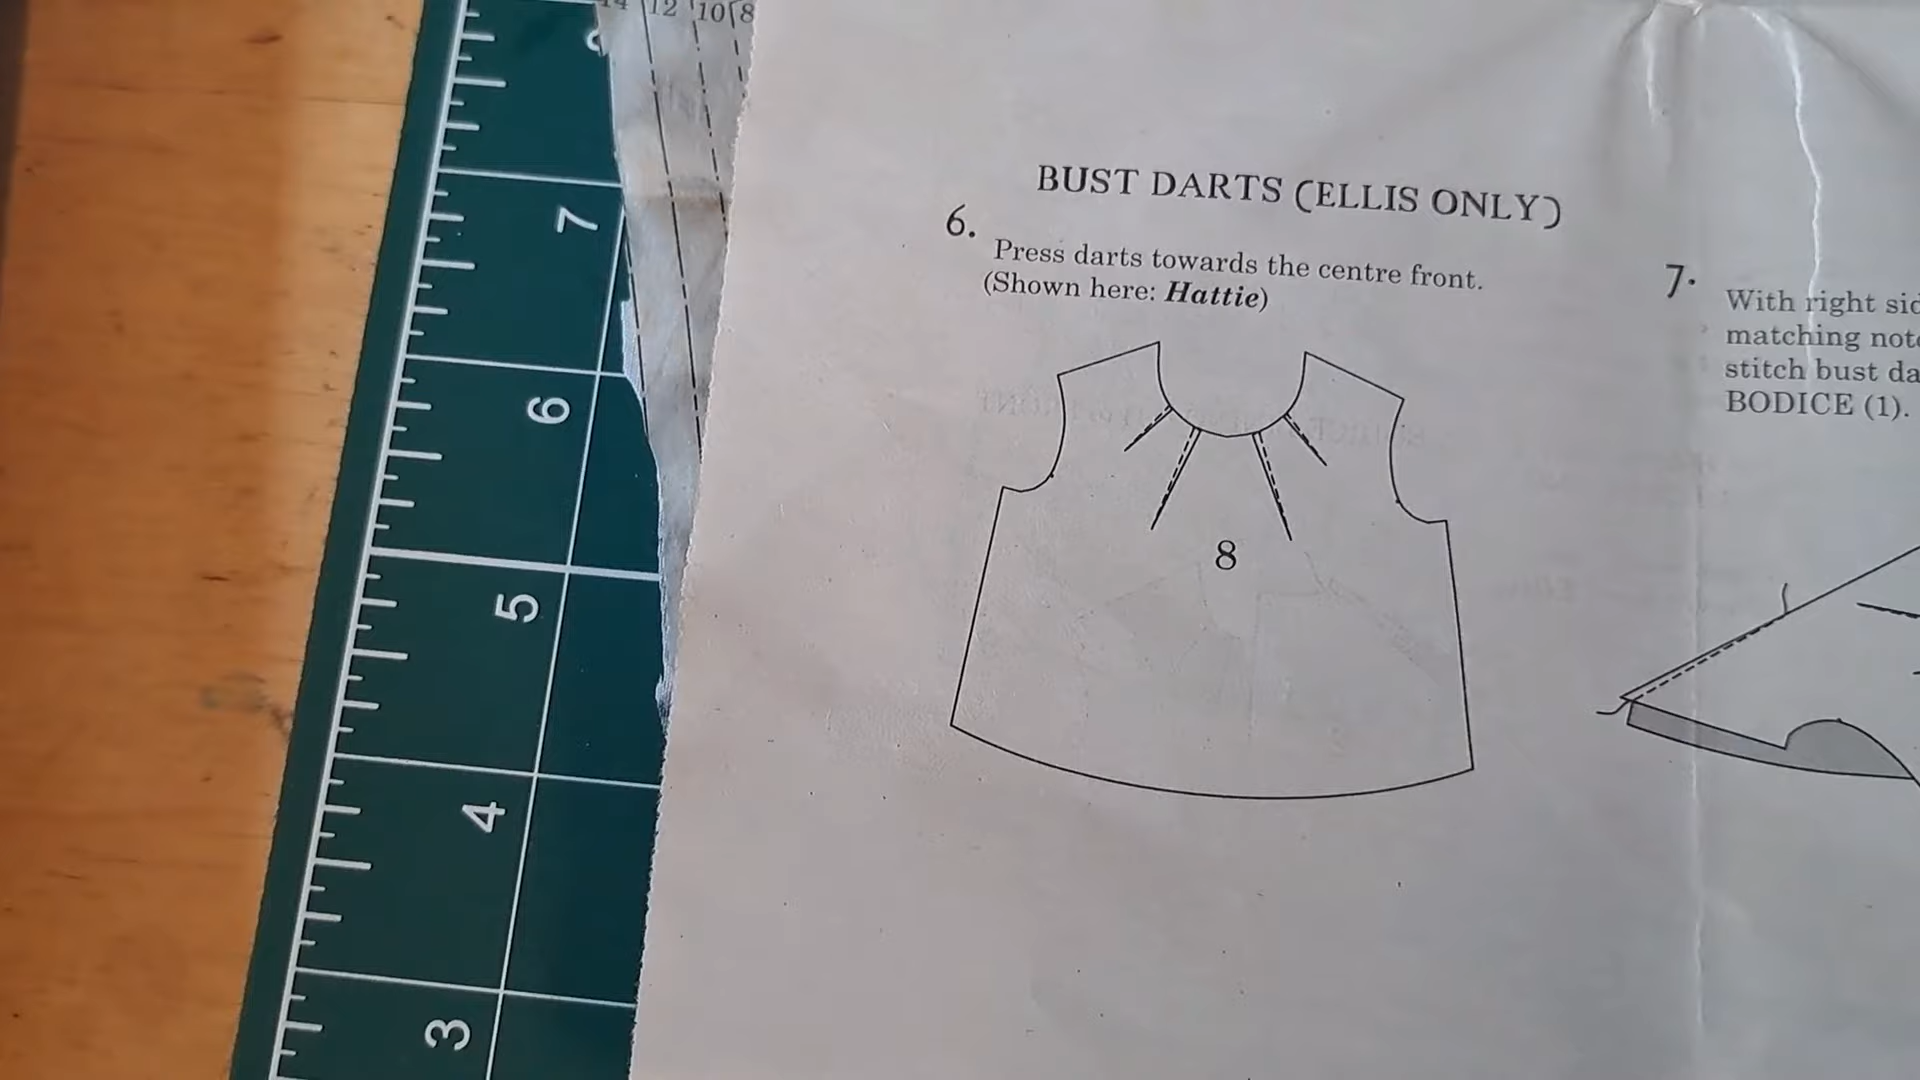 12 10 8
BUST DARTS (ELLIS ONLY)
6.
Press darts towards the centre front.
(Shown here: Hattie)
8
7.
With right sid
matching note
stitch bust da
BODICE (1).
7
6
5
4
3